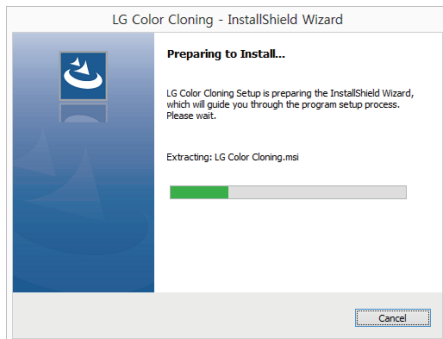 LG Color Cloning - InstallShield Wizard
Preparing to Install...
LG Color Cloning Setup is preparing the InstallShield Wizard,
which will guide you through the program setup process.
Please wait.
Extracting: LG Color Cloning.msi
Cancel